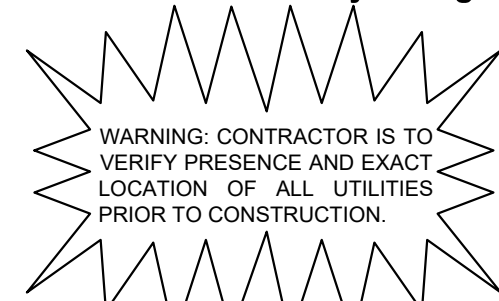 WARNING: CONTRACTOR IS TO
VERIFY PRESENCE AND EXACT
LOCATION OF ALL UTILITIES
PRIOR TO CONSTRUCTION.